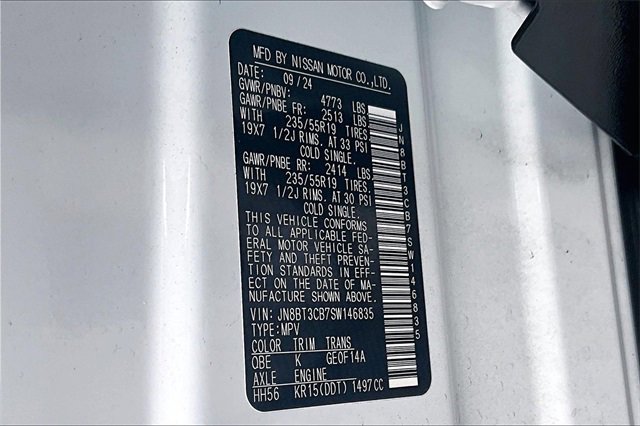 MFD BY NISSAN MOTOR CO.,LTD.
DATE: 09/24
GVWR/PNBV: 4773 LBS
GAWR/PNBE FR: 2513 LBS
WITH 235/55R19 TIRES
19X7 1/2J RIMS. AT 33 PSI
COLD SINGLE.
GAWR/PNBE RR: 2414 LBS
WITH 235/55R19 TIRES.
19X7 1/2J RIMS. AT 30 PSI
COLD SINGLE.
THIS VEHICLE CONFORMS
TO ALL APPLICABLE FED-
ERAL MOTOR VEHICLE SA-
FETY AND THEFT PREVEN-
TION STANDARDS IN EFF-
ECT ON THE DATE OF MA-
NUFACTURE SHOWN ABOVE.
VIN: JN8BT3CB7SW146835
TYPE:MPV
COLOR TRIM TRANS
QBE K GE0F14A
AXLE ENGINE
HH56 KR15(DDT) 1497CC
JN8BT3CB7SW146835